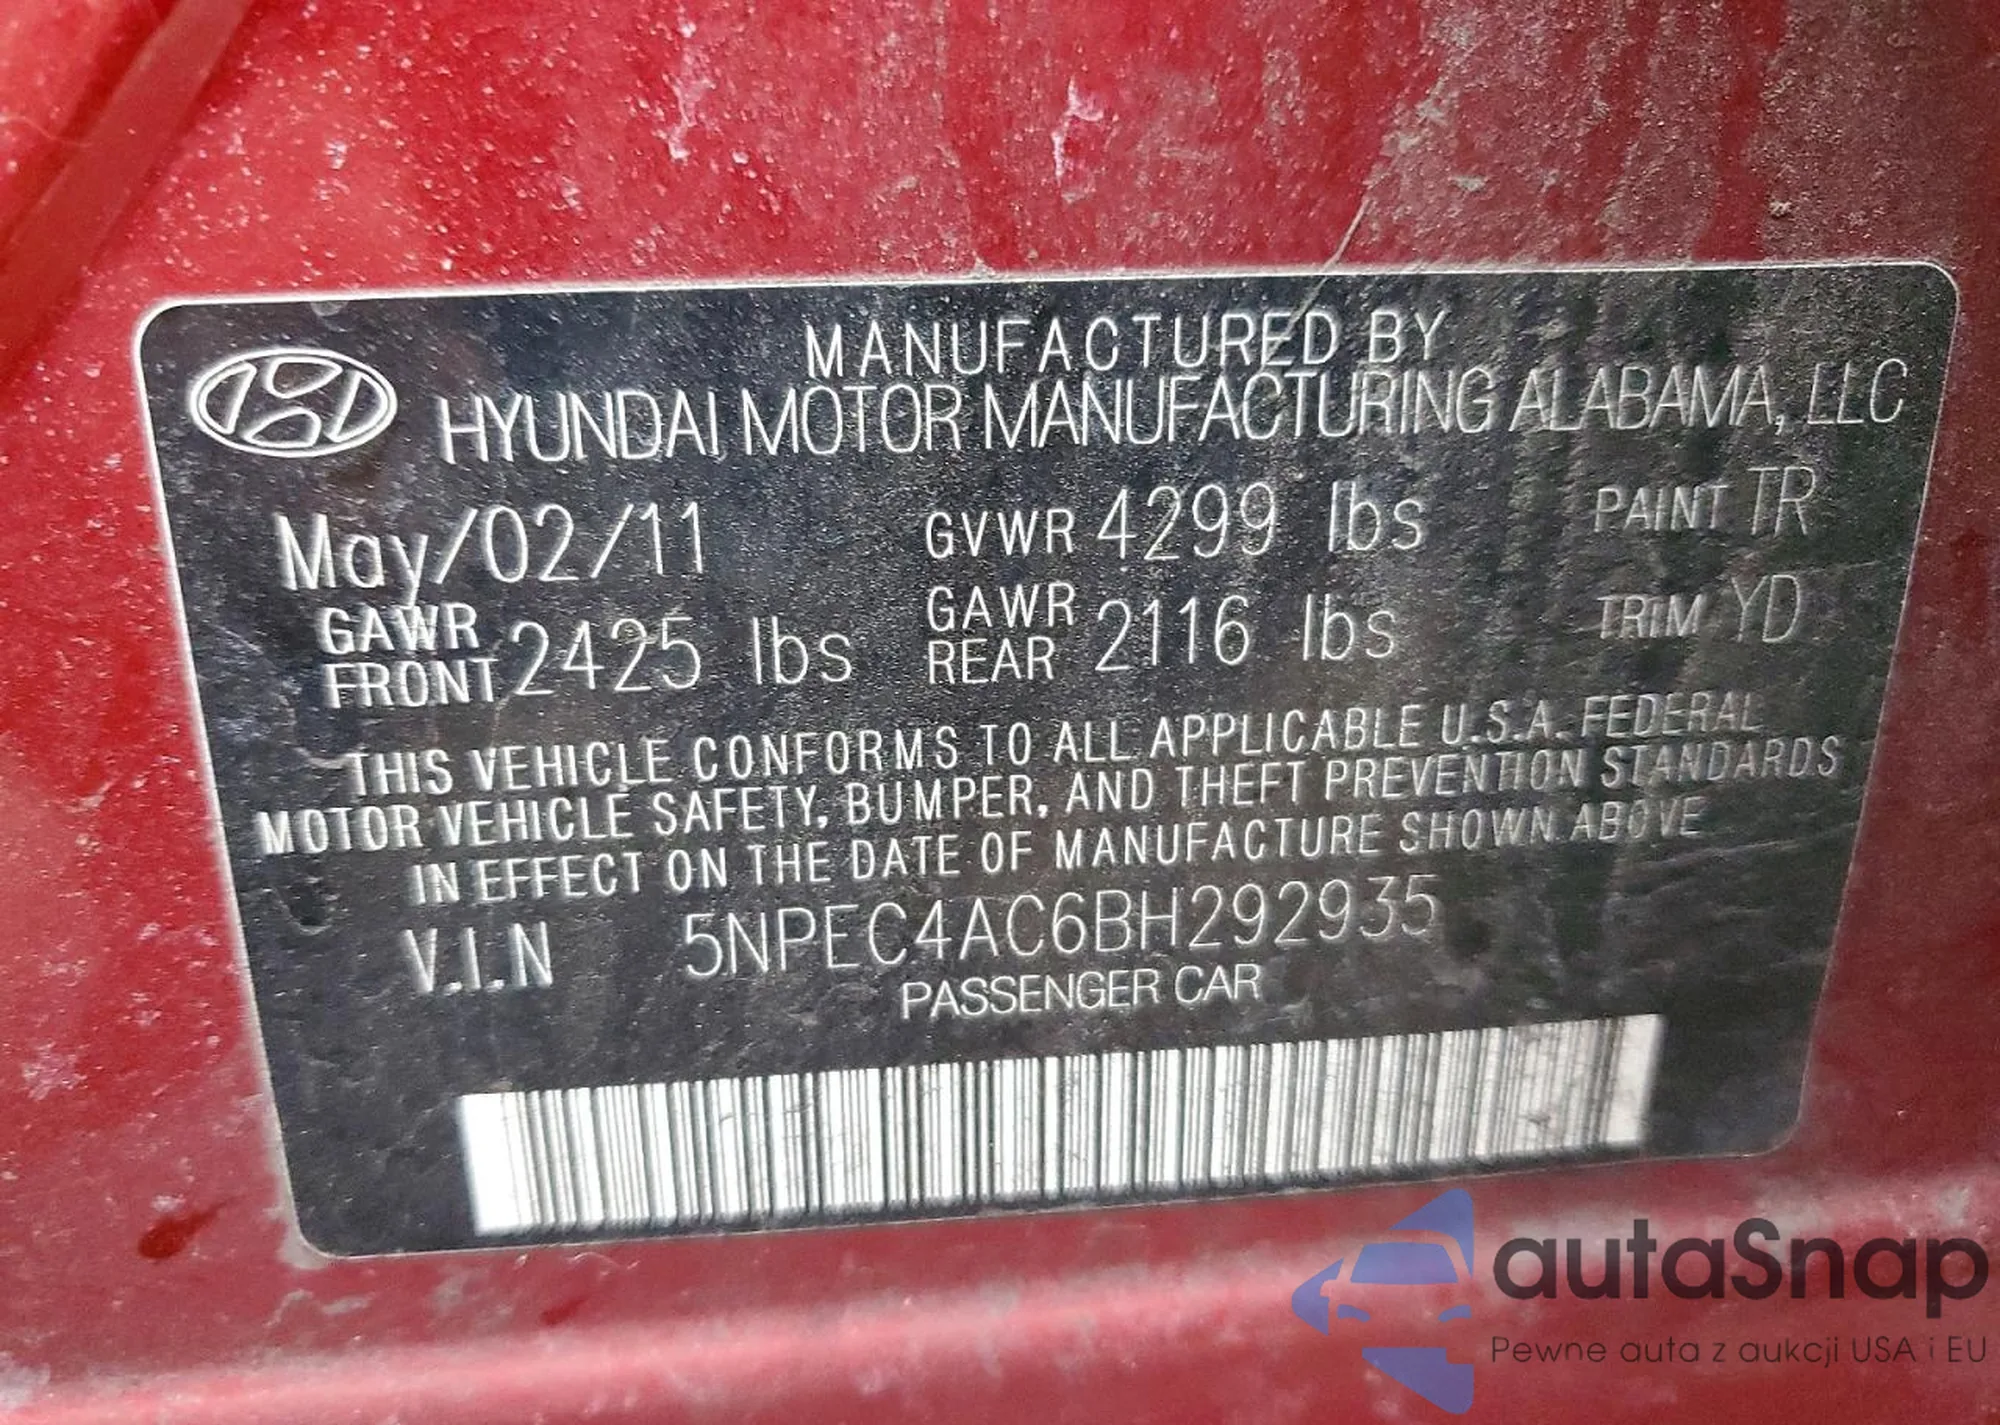 MANUFACTURED BY
HYUNDAI MOTOR MANUFACTURING ALABAMA, LLC
May/02/11 GVWR 4299 lbs PAINT TR
GAWR FRONT 2425 lbs GAWR REAR 2116 lbs TRIM YD
THIS VEHICLE CONFORMS TO ALL APPLICABLE U.S.A. FEDERAL
MOTOR VEHICLE SAFETY, BUMPER, AND THEFT PREVENTION STANDARDS
IN EFFECT ON THE DATE OF MANUFACTURE SHOWN ABOVE
V.I.N 5NPEC4AC6BH292935
PASSENGER CAR
autaSnap
Pewne auta z aukcji USA i EU